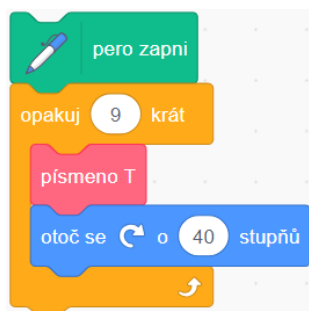 pero zapni
opakuj 9 krát
písmeno T
otoč se o 40 stupňů